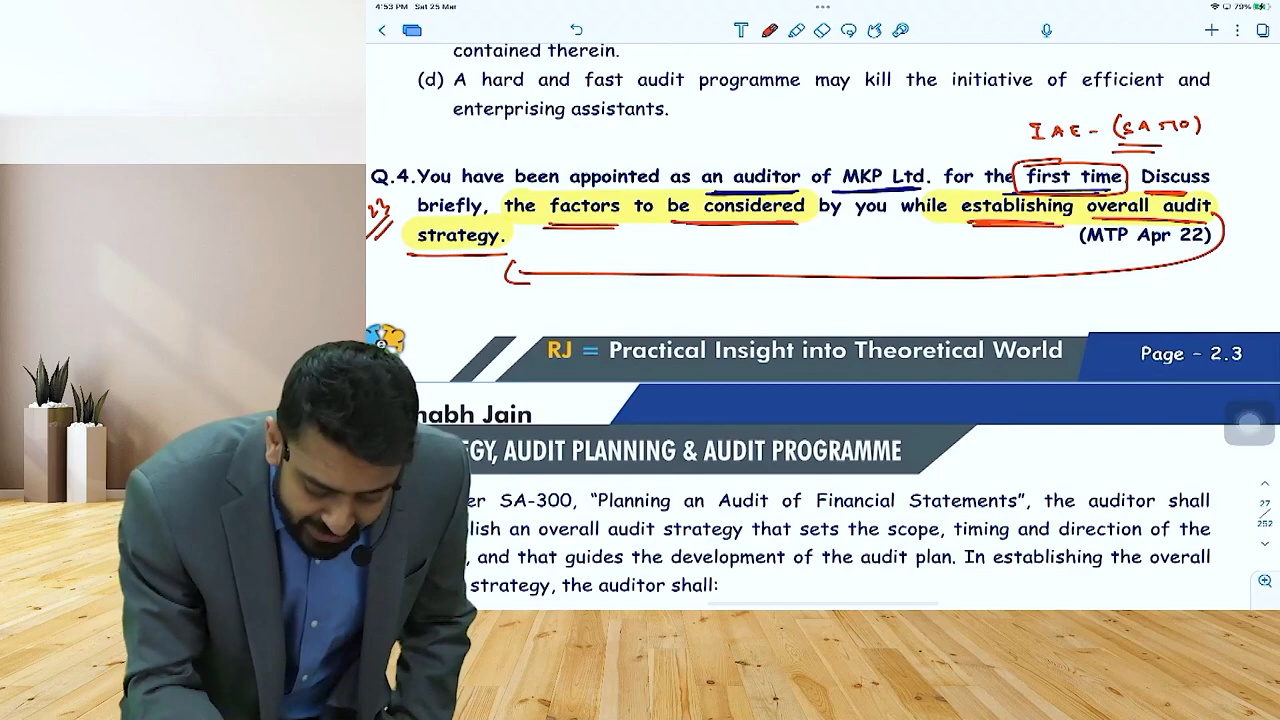 4:53 PM Sat 25 Mar
79%
contained therein.
(d) A hard and fast audit programme may kill the initiative of efficient and
enterprising assistants.
IAE - (SA 510)
Q.4. You have been appointed as an auditor of MKP Ltd. for the first time Discuss
briefly, the factors to be considered by you while establishing overall audit
strategy.
(MTP Apr 22)
RJ = Practical Insight into Theoretical World
Page - 2.3
nabh Jain
GY, AUDIT PLANNING & AUDIT PROGRAMME
er SA-300, “Planning an Audit of Financial Statements”, the auditor shall
lish an overall audit strategy that sets the scope, timing and direction of the
, and that guides the development of the audit plan. In establishing the overall
strategy, the auditor shall:
27
252